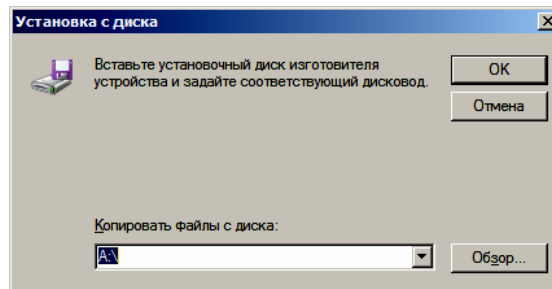 Установка с диска
Вставьте установочный диск изготовителя
устройства и задайте соответствующий дисковод.
OK
Отмена
Копировать файлы с диска:
A:\
Обзор...